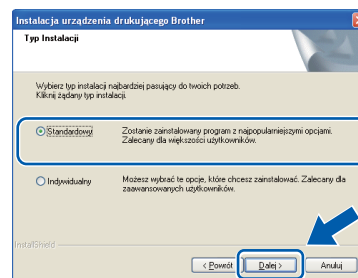 Instalacja urządzenia drukującego Brother
Typ Instalacji
Wybierz typ instalacji najbardziej pasujący do twoich potrzeb.
Kliknij żądany typ instalacji.
Standardowy
Zostanie zainstalowany program z najpopularniejszymi opcjami.
Zalecany dla większości użytkowników.
Indywidualny
Możesz wybrać te opcje, które chcesz zainstalować. Zalecany dla
zaawansowanych użytkowników.
InstallShield
< Powrót
Dalej >
Anuluj